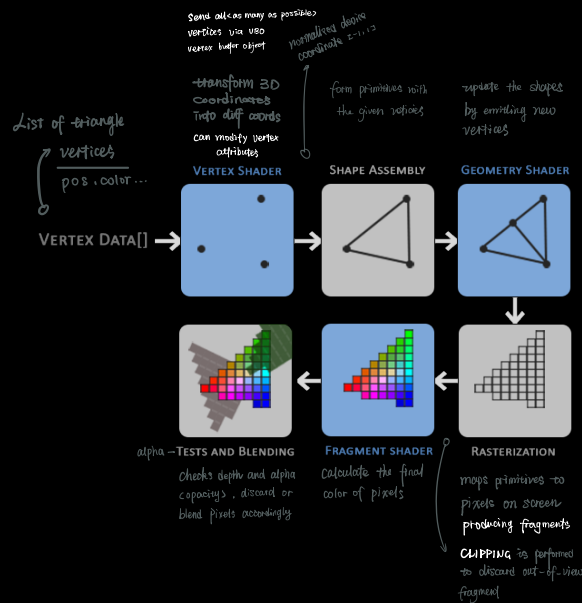 Send all<as many as possible>
vertices via VBO
vertex buffer object
normalized device
coordinate [-1,1]
transform 3D
coordinates
into diff coords
can modify vertex
attributes
form primitives with
the given vertices
update the shapes
by emitting new
vertices
List of triangle
vertices
pos, color...
VERTEX SHADER
SHAPE ASSEMBLY
GEOMETRY SHADER
VERTEX DATA[]
alpha
TESTS AND BLENDING
FRAGMENT SHADER
RASTERIZATION
checks depth and alpha
(opacity), discard or
blend pixels accordingly
calculate the final
color of pixels
maps primitives to
pixels on screen
producing fragments
CLIPPING is performed
to discard out-of-view
fragment